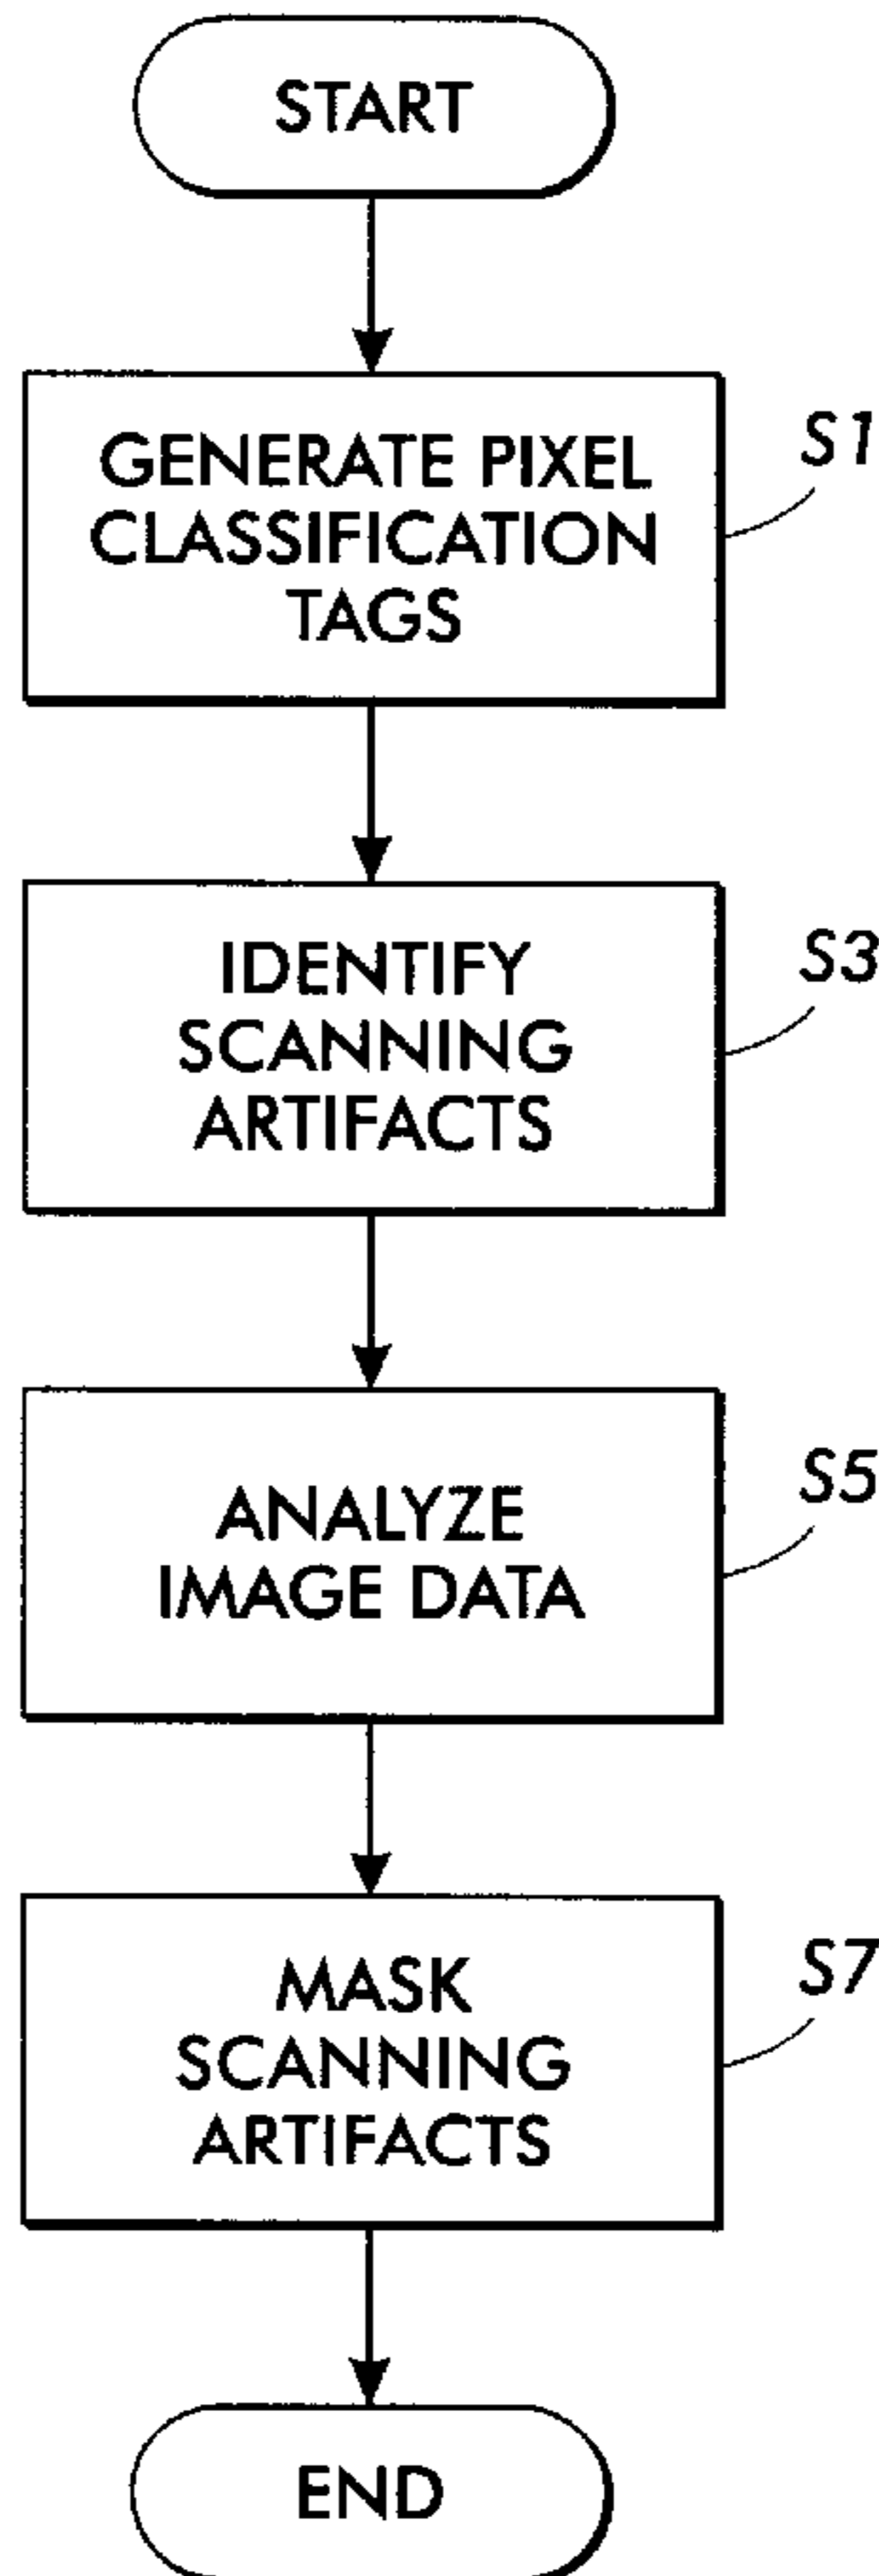 START
GENERATE PIXEL
CLASSIFICATION
TAGS
S1
IDENTIFY
SCANNING
ARTIFACTS
S3
ANALYZE
IMAGE DATA
S5
MASK
SCANNING
ARTIFACTS
S7
END